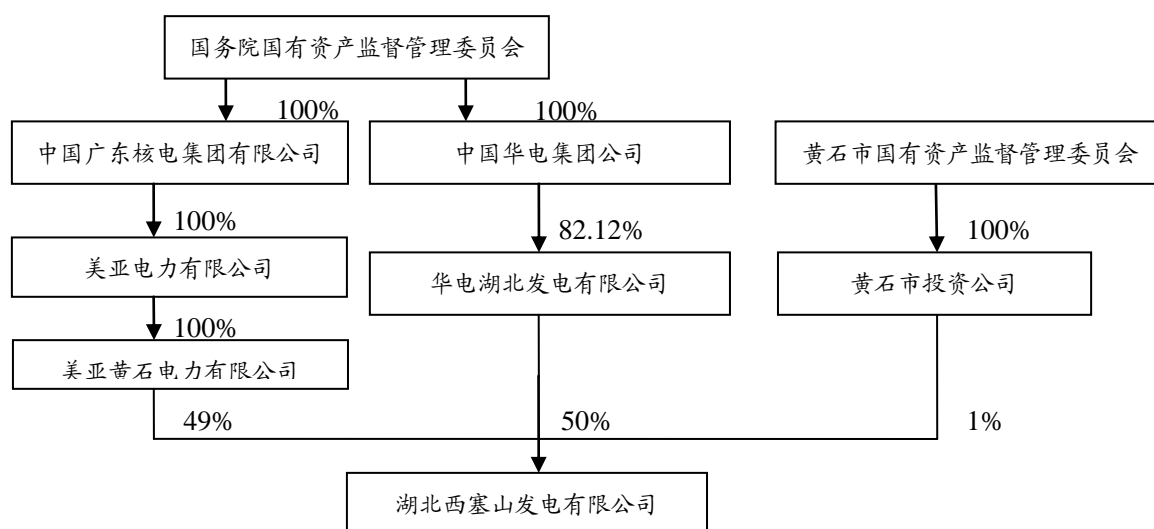 国务院国有资产监督管理委员会
100%
100%
中国广东核电集团有限公司
中国华电集团公司
黄石市国有资产监督管理委员会
100%
82.12%
100%
美亚电力有限公司
华电湖北发电有限公司
黄石市投资公司
100%
美亚黄石电力有限公司
49%
50%
1%
湖北西塞山发电有限公司